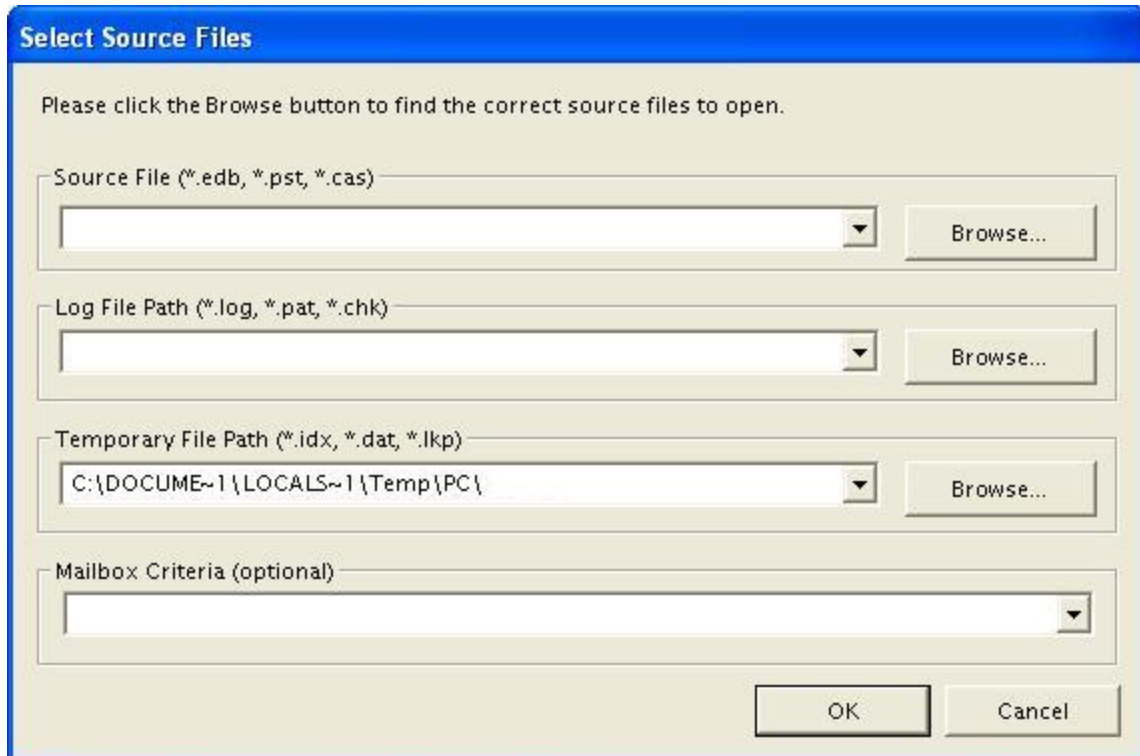 Select Source Files
Please click the Browse button to find the correct source files to open.
Source File (*.edb, *.pst, *.cas)
Browse...
Log File Path (*.log, *.pat, *.chk)
Browse...
Temporary File Path (*.idx, *.dat, *.lkp)
C:\DOCUME~1\LOCALS~1\Temp\PC\
Browse...
Mailbox Criteria (optional)
OK Cancel